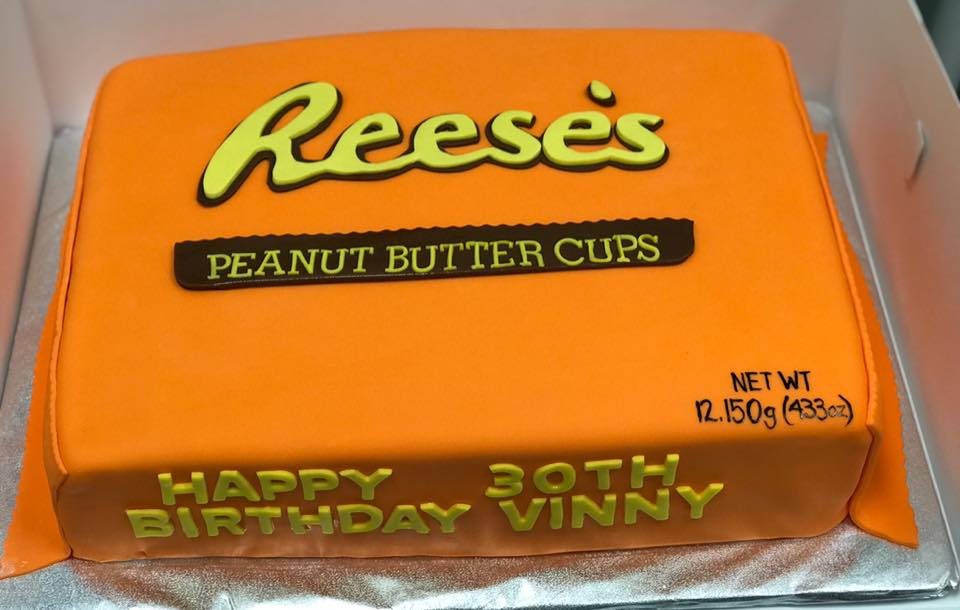 Reese's
PEANUT BUTTER CUPS
NET WT
12.150g (433oz)
HAPPY 30TH
BIRTHDAY VINNY